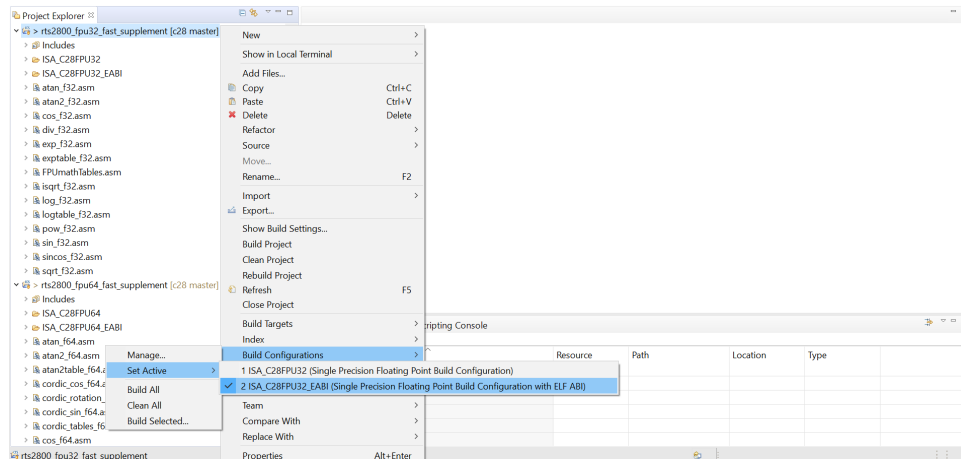 Project Explorer
> rts2800_fpu32_fast_supplement [c28 master]
Includes
ISA_C28FPU32
ISA_C28FPU32_EABI
atan_f32.asm
atan2_f32.asm
cos_f32.asm
div_f32.asm
exp_f32.asm
exptable_f32.asm
FPUmathTables.asm
isqrt_f32.asm
log_f32.asm
logtable_f32.asm
pow_f32.asm
sin_f32.asm
sincos_f32.asm
sqrt_f32.asm
> rts2800_fpu64_fast_supplement [c28 master]
Includes
ISA_C28FPU64
ISA_C28FPU64_EABI
atan_f64.asm
atan2_f64.asm
atan2table_f64.a
cordic_cos_f64.a
cordic_rotation_
cordic_sin_f64.a
cordic_tables_f6
cos_f64.asm
rts2800_fpu32_fast_supplement
New
Show in Local Terminal
Add Files...
Copy Ctrl+C
Paste Ctrl+V
Delete Delete
Refactor
Source
Move...
Rename... F2
Import
Export...
Show Build Settings...
Build Project
Clean Project
Rebuild Project
Refresh F5
Close Project
Build Targets
Index
Build Configurations
Team
Compare With
Replace With
Properties Alt+Enter
Manage...
Set Active
Build All
Clean All
Build Selected...
1 ISA_C28FPU32 (Single Precision Floating Point Build Configuration)
2 ISA_C28FPU32_EABI (Single Precision Floating Point Build Configuration with ELF ABI)
cripting Console
Resource Path Location Type